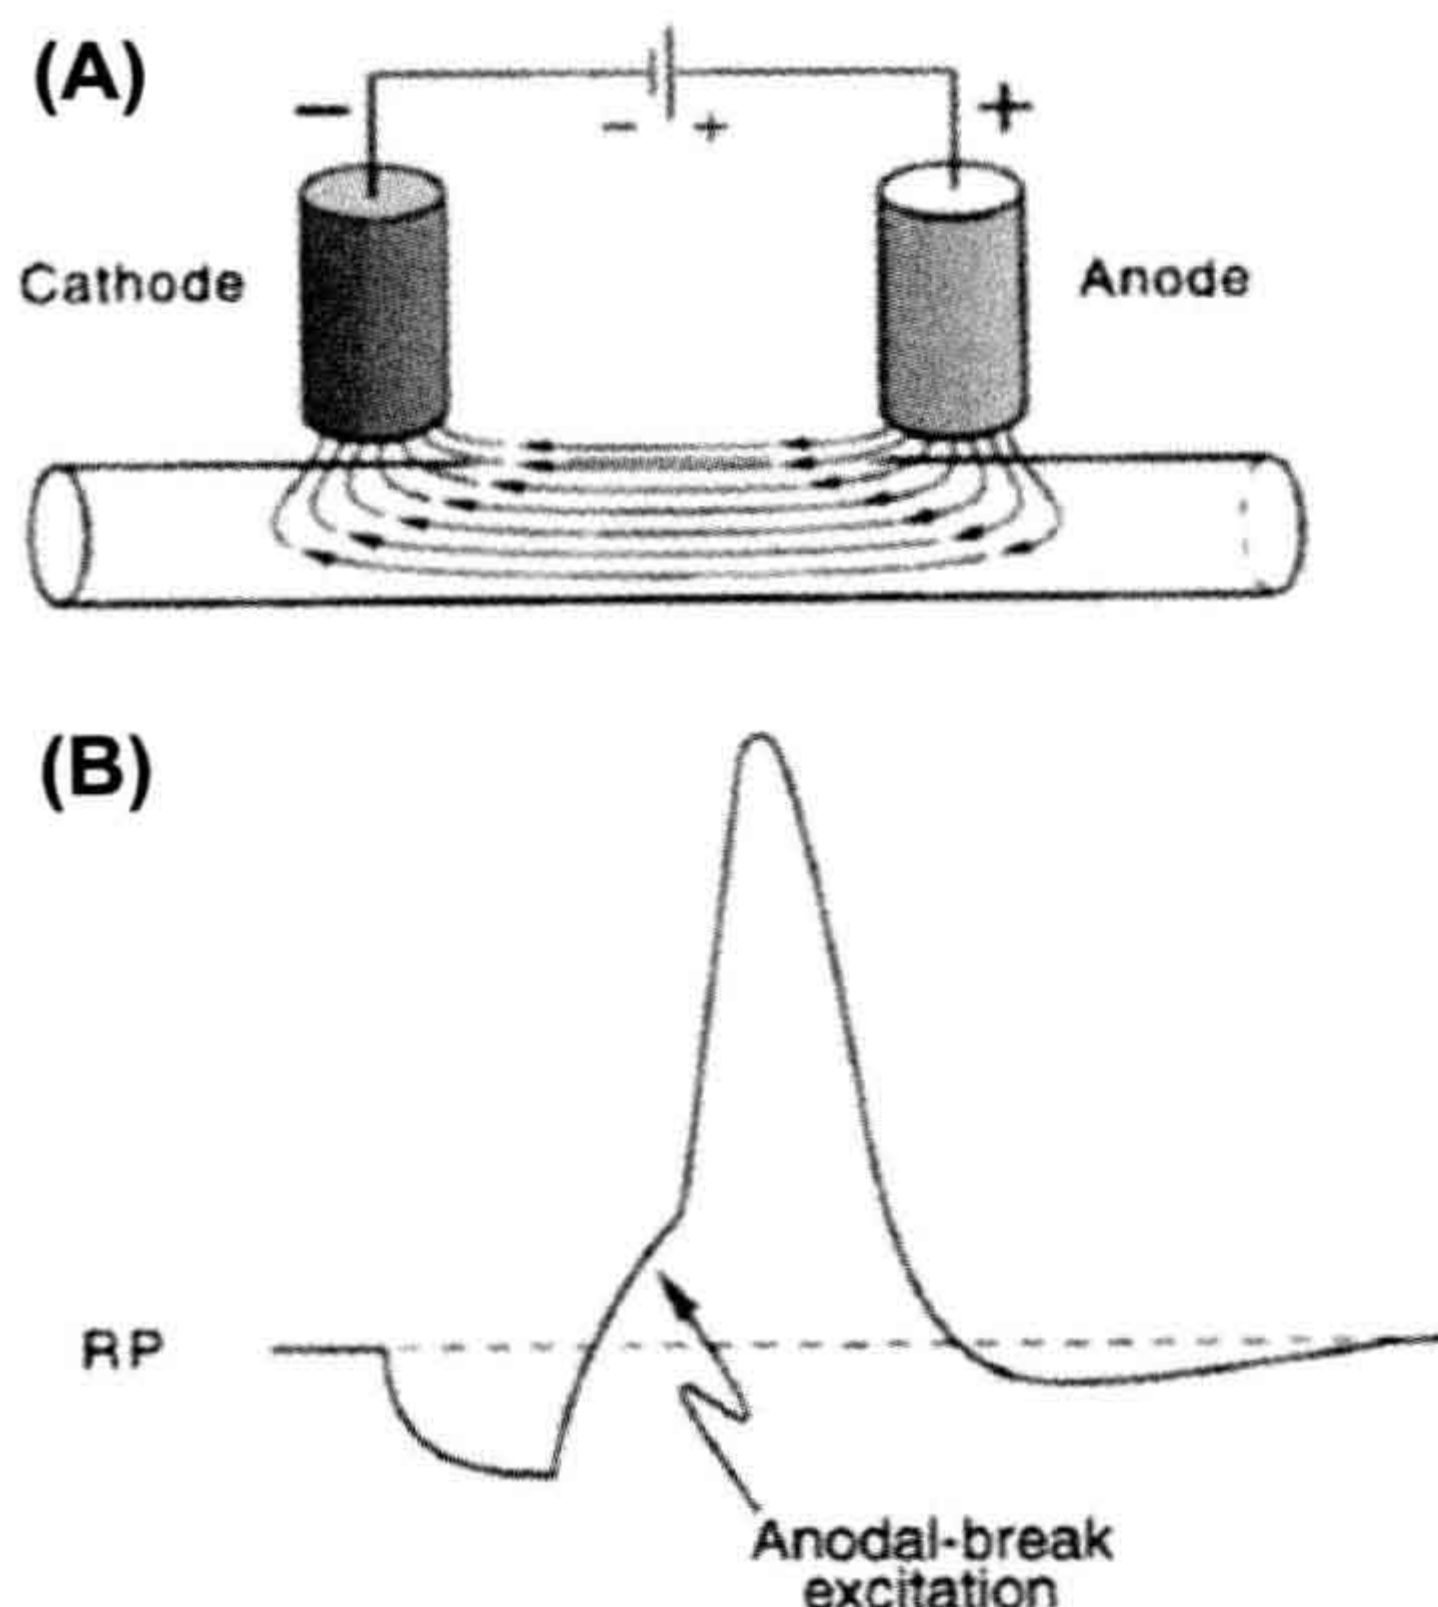 (A)
− +
− +
Cathode
Anode
(B)
RP
Anodal-break
excitation